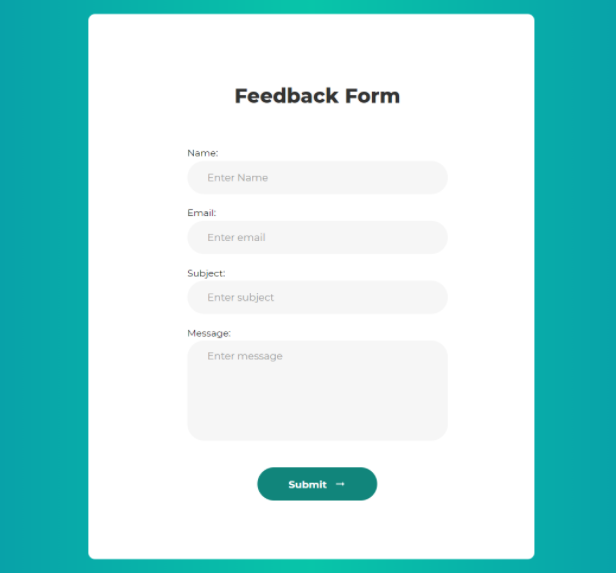 Feedback Form
Name:
Enter Name
Email:
Enter email
Subject:
Enter subject
Message:
Enter message
Submit →